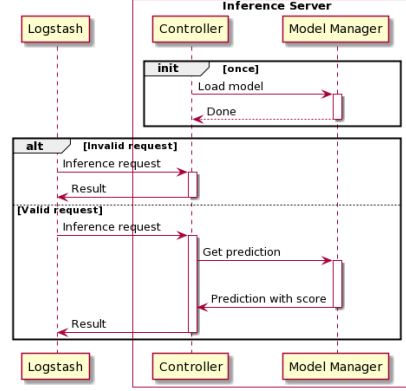 Inference Server
Logstash
Controller
Model Manager
init
[once]
Load model
Done
alt
[Invalid request]
Inference request
Result
[Valid request]
Inference request
Get prediction
Prediction with score
Result
Logstash
Controller
Model Manager